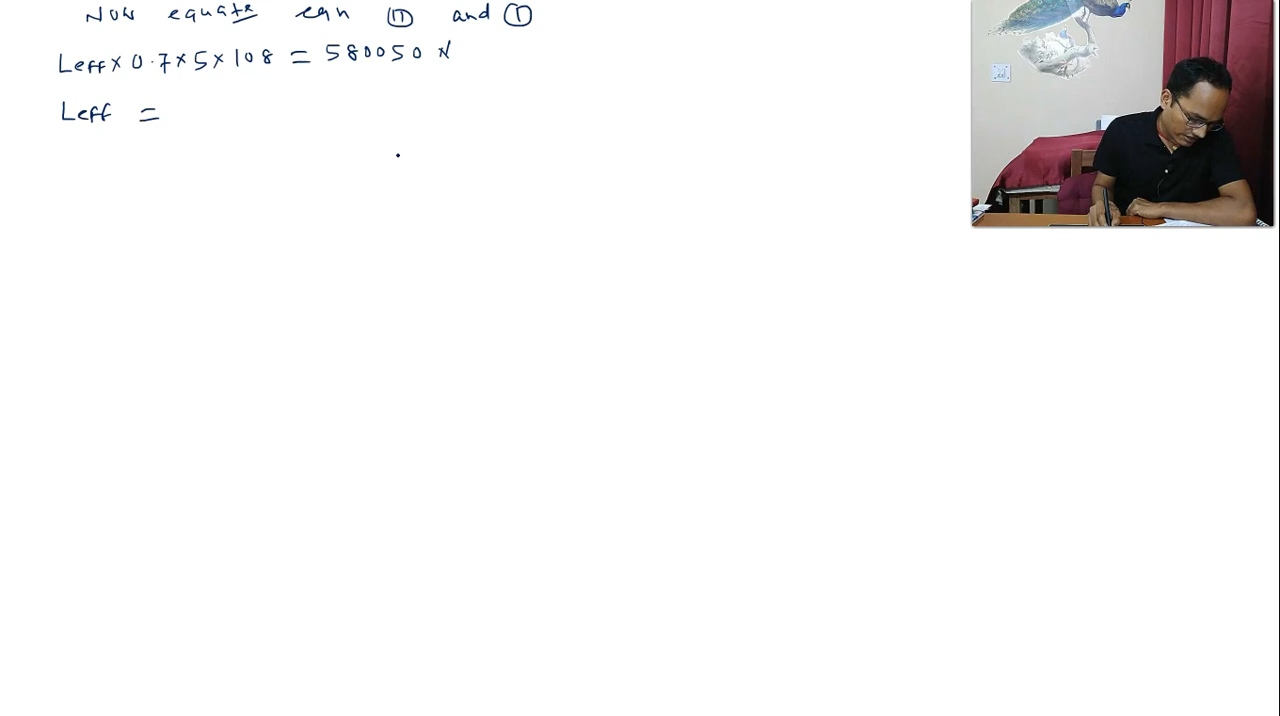 Now equate eqn II and I
Leff × 0.7 × 5 × 108 = 580050 N
Leff =